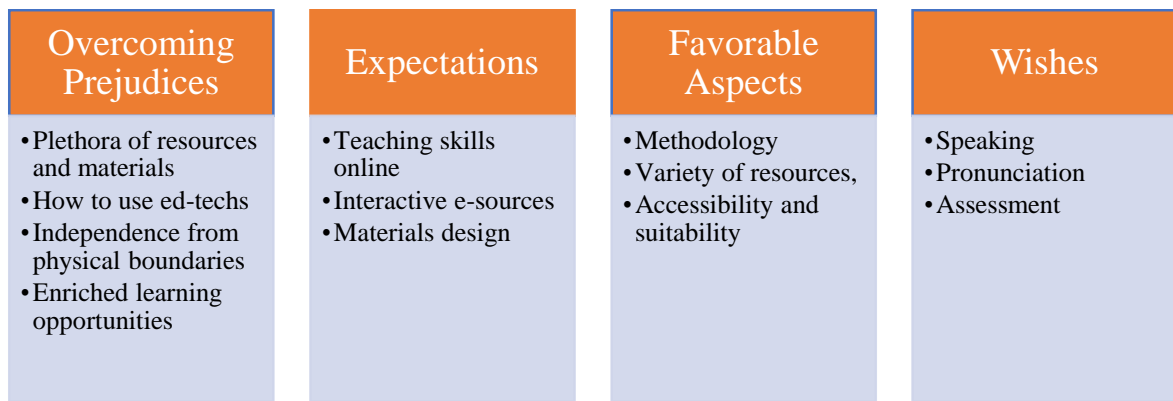 Overcoming
Prejudices
•Plethora of resources
and materials
•How to use ed-techs
•Independence from
physical boundaries
•Enriched learning
opportunities
Expectations
•Teaching skills
online
•Interactive e-sources
•Materials design
Favorable
Aspects
•Methodology
•Variety of resources,
•Accessibility and
suitability
Wishes
•Speaking
•Pronunciation
•Assessment